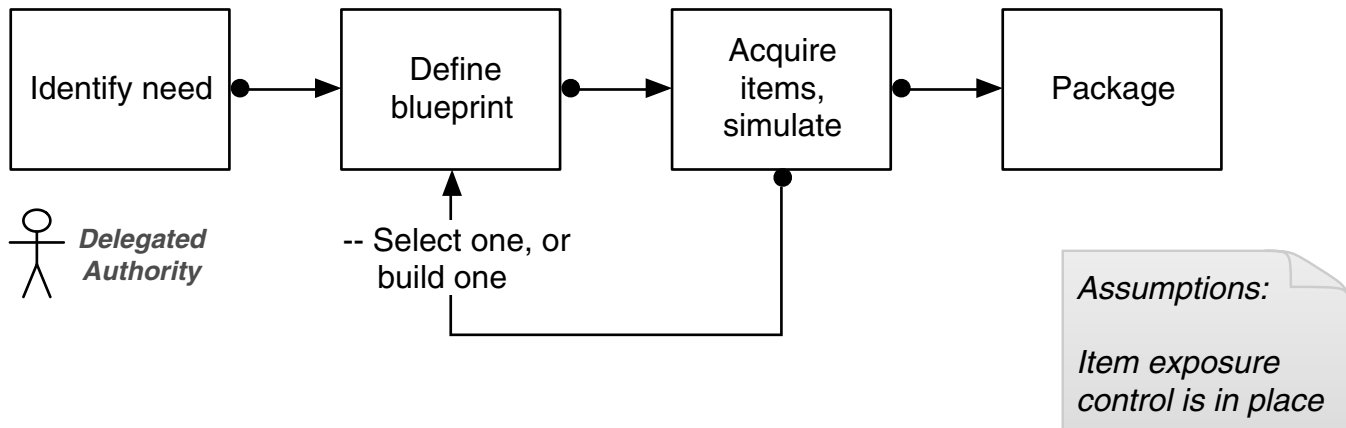 Identify need
Define
blueprint
Acquire
items,
simulate
Package
Delegated
Authority
-- Select one, or
build one
Assumptions:
Item exposure
control is in place